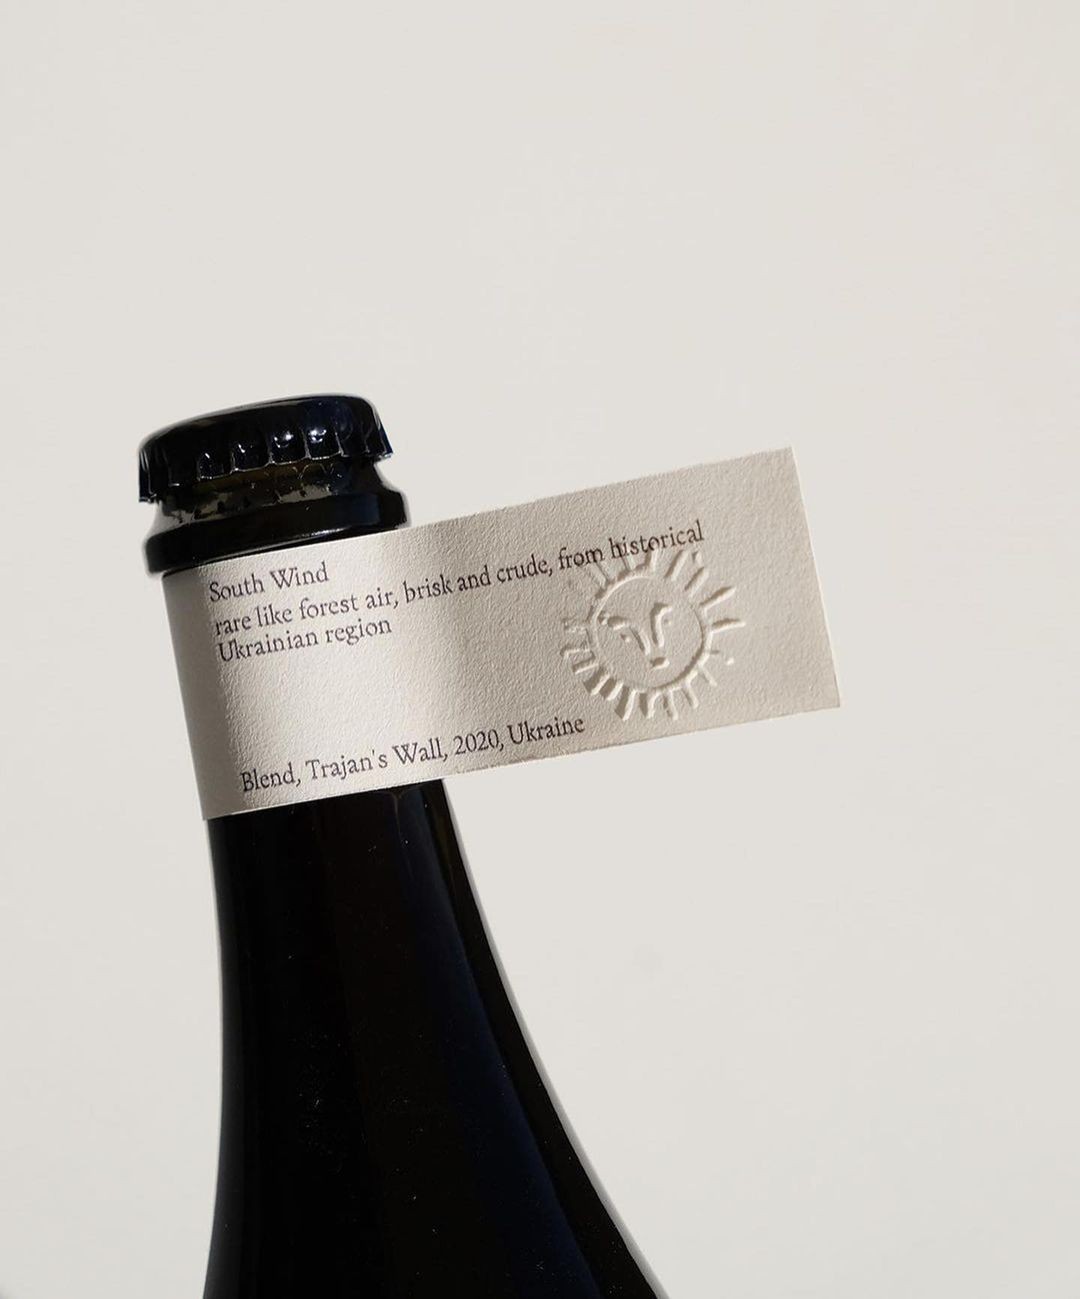 South Wind
rare like forest air, brisk and crude, from historical
Ukrainian region
Blend, Trajan's Wall, 2020, Ukraine